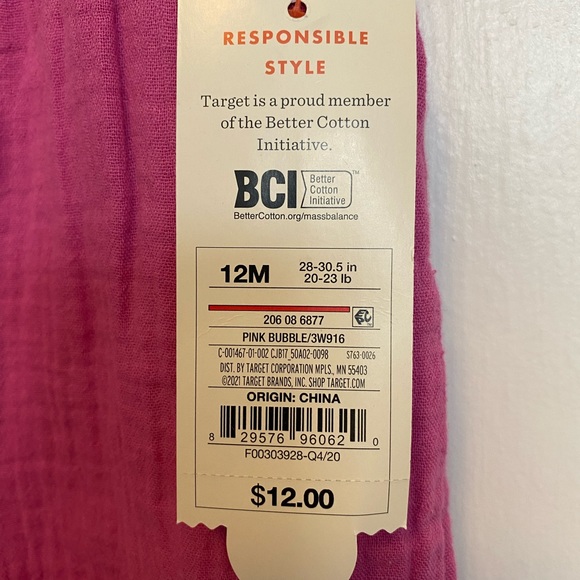 RESPONSIBLE
STYLE
Target is a proud member
of the Better Cotton
Initiative.
BCI Better Cotton Initiative™
BetterCotton.org/massbalance
12M 28-30.5 in
20-23 lb
206 08 6877
PINK BUBBLE/3W916
C-001467-01-002 CJB17_50A02-0098 ST63-0026
DIST. BY TARGET CORPORATION MPLS., MN 55403
©2021 TARGET BRANDS, INC. SHOP TARGET.COM
ORIGIN: CHINA
8 29576 96062 0
F00303928-Q4/20
$12.00